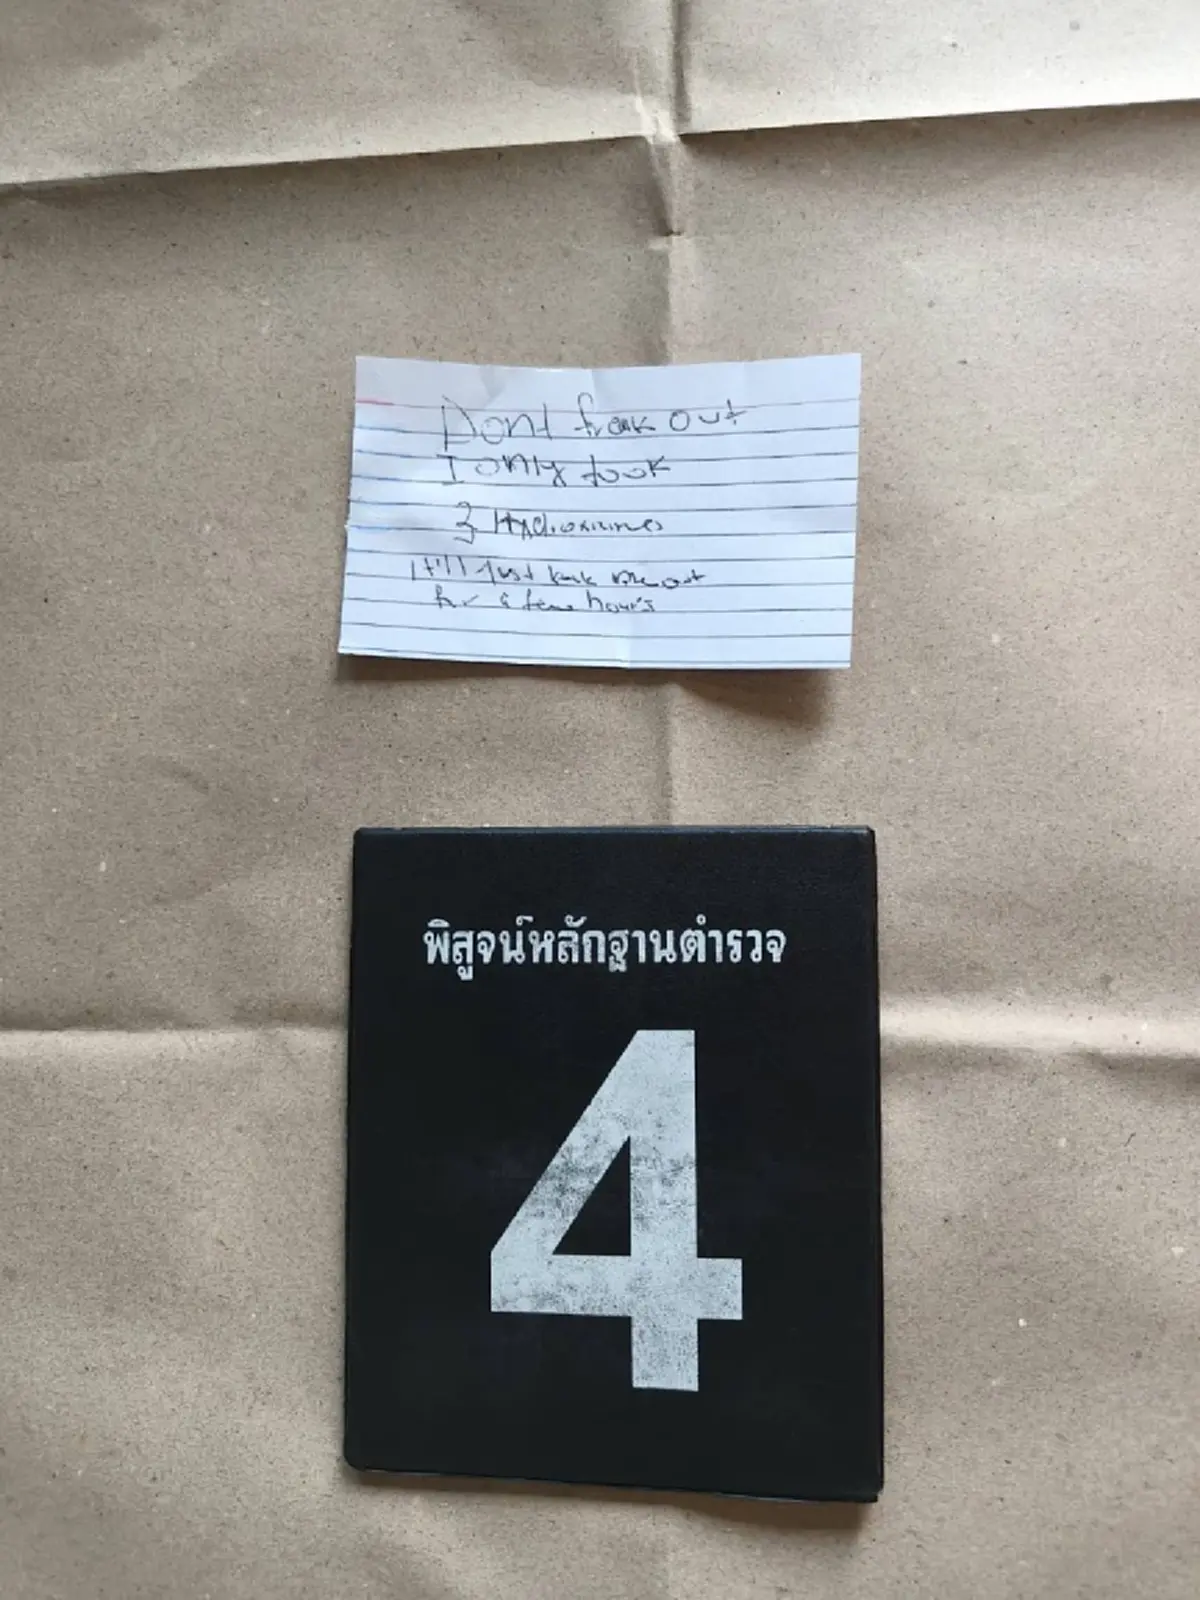 Dont freak out
I only took
3 Hydioxizines
It'll just knock me out
for a few hours
พิสูจน์หลักฐานตำรวจ
4